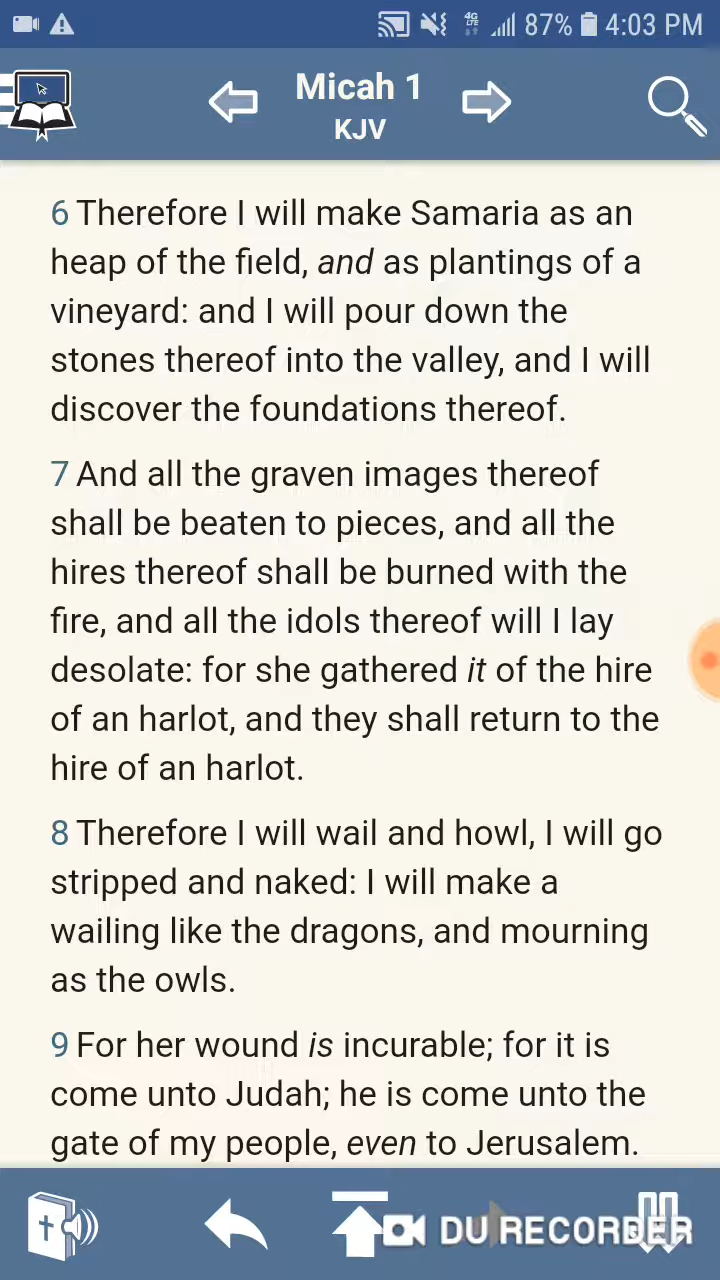 4G
LTE
87%
4:03 PM
Micah 1
KJV
6 Therefore I will make Samaria as an
heap of the field, and as plantings of a
vineyard: and I will pour down the
stones thereof into the valley, and I will
discover the foundations thereof.
7 And all the graven images thereof
shall be beaten to pieces, and all the
hires thereof shall be burned with the
fire, and all the idols thereof will I lay
desolate: for she gathered it of the hire
of an harlot, and they shall return to the
hire of an harlot.
8 Therefore I will wail and howl, I will go
stripped and naked: I will make a
wailing like the dragons, and mourning
as the owls.
9 For her wound is incurable; for it is
come unto Judah; he is come unto the
gate of my people, even to Jerusalem.
DU RECORDER